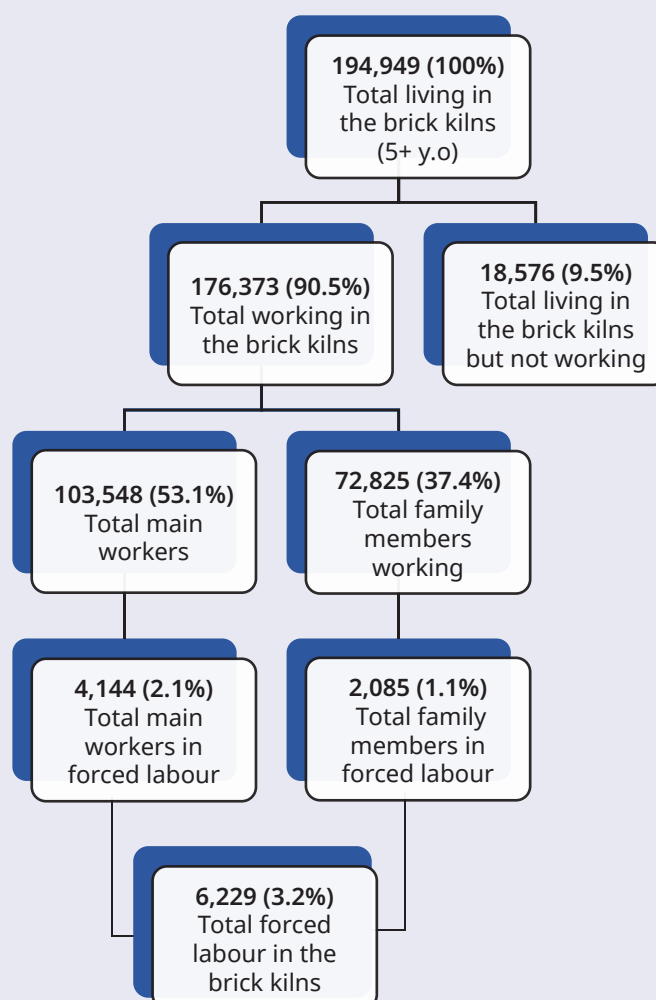 194,949 (100%)
Total living in
the brick kilns
(5+ y.o)
176,373 (90.5%)
Total working in
the brick kilns
18,576 (9.5%)
Total living in
the brick kilns
but not working
103,548 (53.1%)
Total main
workers
72,825 (37.4%)
Total family
members
working
4,144 (2.1%)
Total main
workers in
forced labour
2,085 (1.1%)
Total family
members in
forced labour
6,229 (3.2%)
Total forced
labour in the
brick kilns